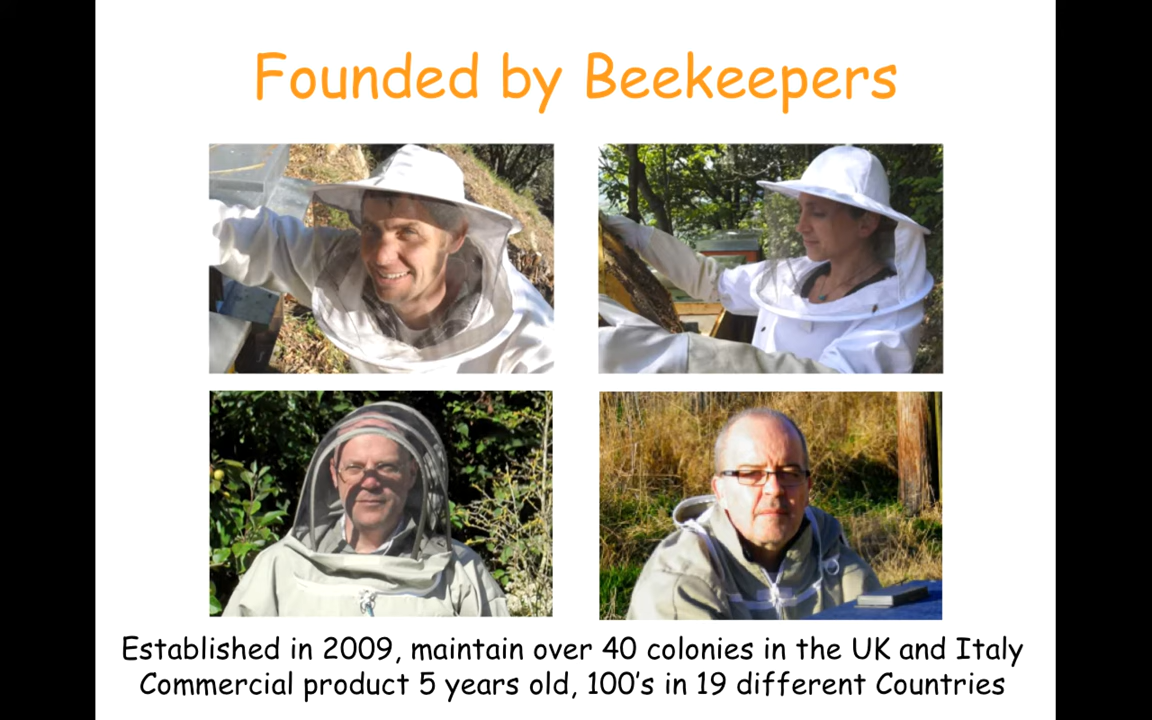 Founded by Beekeepers
Established in 2009, maintain over 40 colonies in the UK and Italy
Commercial product 5 years old, 100's in 19 different Countries